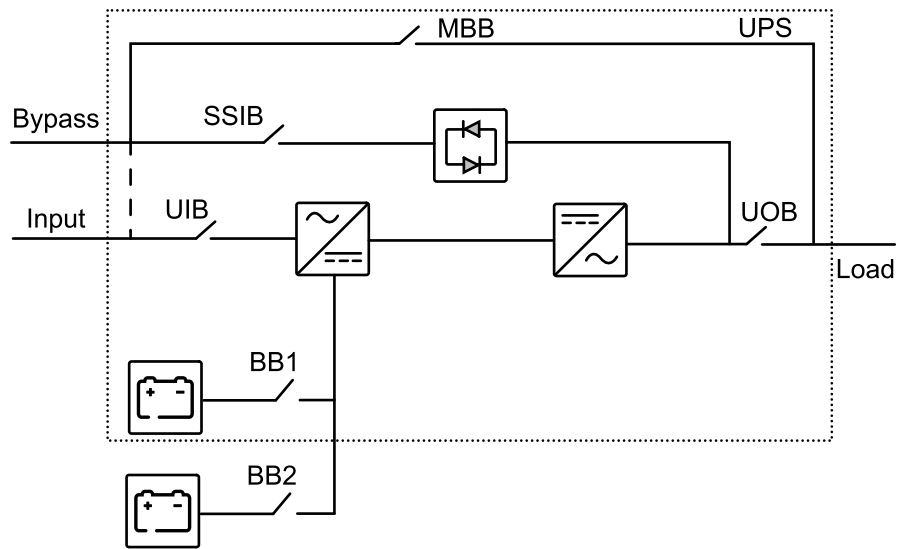 MBB
UPS
Bypass
SSIB
Input
UIB
UOB
Load
BB1
BB2